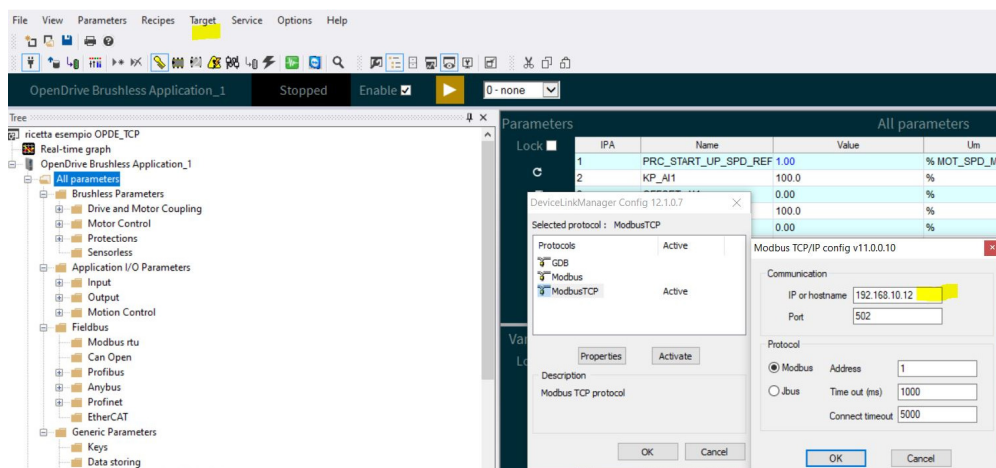 File View Parameters Recipes Target Service Options Help
OpenDrive Brushless Application_1 Stopped Enable 0 - none
Tree
ricetta esempio OPDE_TCP
Real-time graph
OpenDrive Brushless Application_1
All parameters
Brushless Parameters
Drive and Motor Coupling
Motor Control
Protections
Sensorless
Application I/O Parameters
Input
Output
Motion Control
Fieldbus
Modbus rtu
Can Open
Profibus
Anybus
Profinet
EtherCAT
Generic Parameters
Keys
Data storing
Parameters All parameters
Lock IPA Name Value Um
1 PRC_START_UP_SPD_REF 1.00 % MOT_SPD_M
2 KP_AI1 100.0 %
0.00 %
100.0 %
0.00 %
DeviceLinkManager Config 12.1.0.7
Selected protocol : ModbusTCP
Protocols Active
GDB
Modbus
ModbusTCP Active
Properties Activate
Description
Modbus TCP protocol
OK Cancel
Modbus TCP/IP config v11.0.0.10
Communication
IP or hostname 192.168.10.12
Port 502
Protocol
Modbus Address 1
Jbus Time out (ms) 1000
Connect timeout 5000
OK Cancel